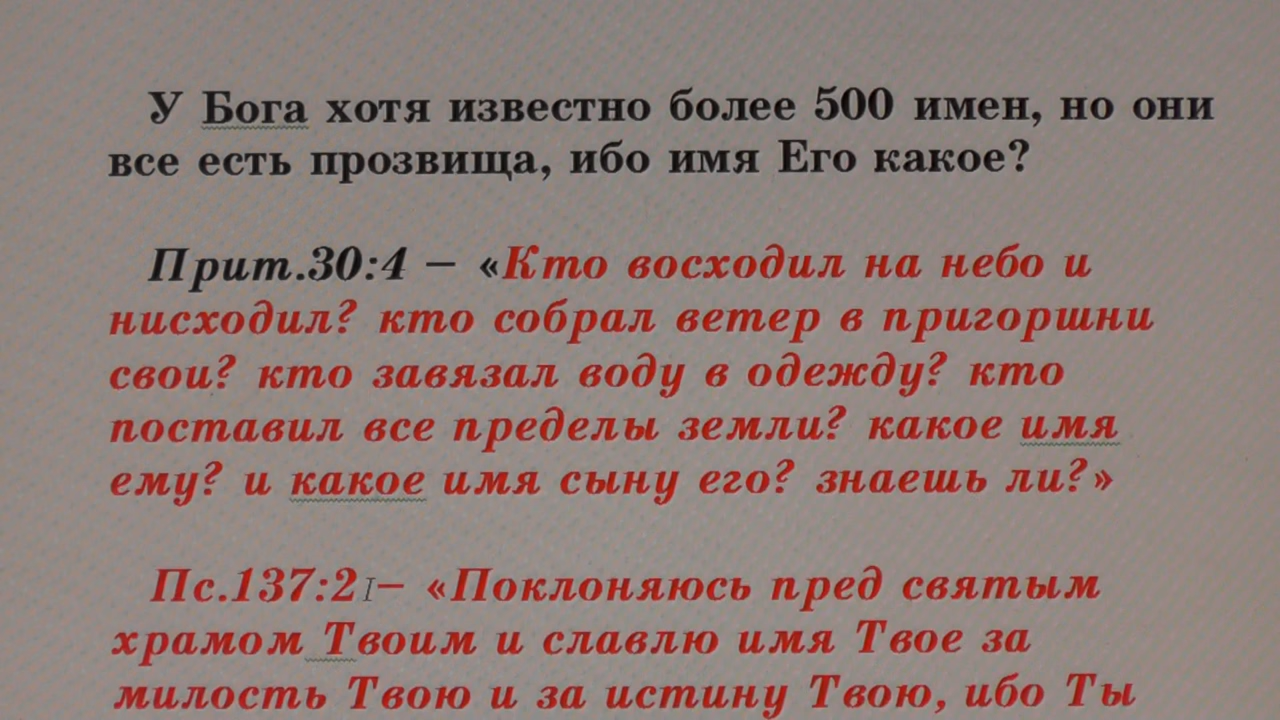 У Бога хотя известно более 500 имен, но они
все есть прозвища, ибо имя Его какое?
Прит.30:4 – «Кто восходил на небо и
нисходил? кто собрал ветер в пригоршни
свои? кто завязал воду в одежду? кто
поставил все пределы земли? какое имя
ему? и какое имя сыну его? знаешь ли?»
Пс.137:2 – «Поклоняюсь пред святым
храмом Твоим и славлю имя Твое за
милость Твою и за истину Твою, ибо Ты